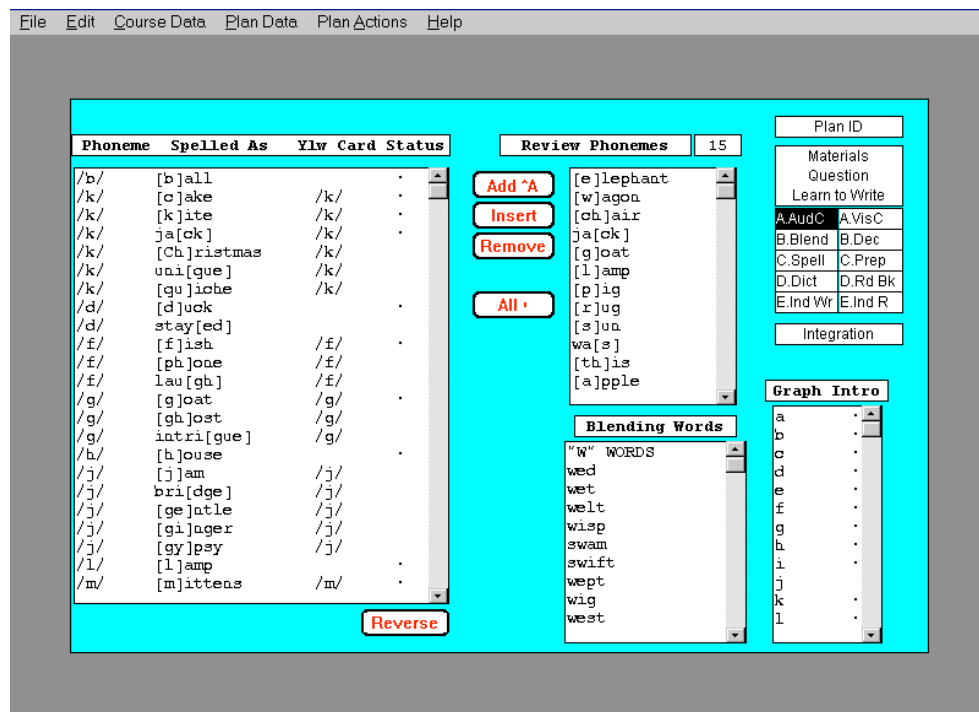 File Edit Course Data Plan Data Plan Actions Help
Phoneme Spelled As Ylw Card Status
/b/ [b]all ·
/k/ [c]ake /k/ ·
/k/ [k]ite /k/ ·
/k/ ja[ck] /k/ ·
/k/ [Ch]ristmas /k/
/k/ uni[que] /k/
/k/ [qu]iche /k/
/d/ [d]uck ·
/d/ stay[ed]
/f/ [f]ish /f/ ·
/f/ [ph]one /f/
/f/ lau[gh] /f/
/g/ [g]oat /g/ ·
/g/ [gh]ost /g/
/g/ intri[gue] /g/
/h/ [h]ouse ·
/j/ [j]am /j/
/j/ bri[dge] /j/
/j/ [ge]ntle /j/
/j/ [gi]nger /j/
/j/ [gy]psy /j/
/l/ [l]amp ·
/m/ [m]ittens /m/ ·
Reverse
Add ^A
Insert
Remove
All
Review Phonemes 15
[e]lephant
[w]agon
[ch]air
ja[ck]
[g]oat
[l]amp
[p]ig
[r]ug
[s]un
wa[s]
[th]is
[a]pple
Blending Words
"W" WORDS
wed
wet
welt
wisp
swam
swift
wept
wig
west
Plan ID
Materials
Question
Learn to Write
A.AudC A.VisC
B.Blend B.Dec
C.Spell C.Prep
D.Dict D.Rd Bk
E.Ind Wr E.Ind R
Integration
Graph Intro
a ·
b ·
c ·
d ·
e ·
f ·
g ·
h ·
i ·
j
k ·
l ·